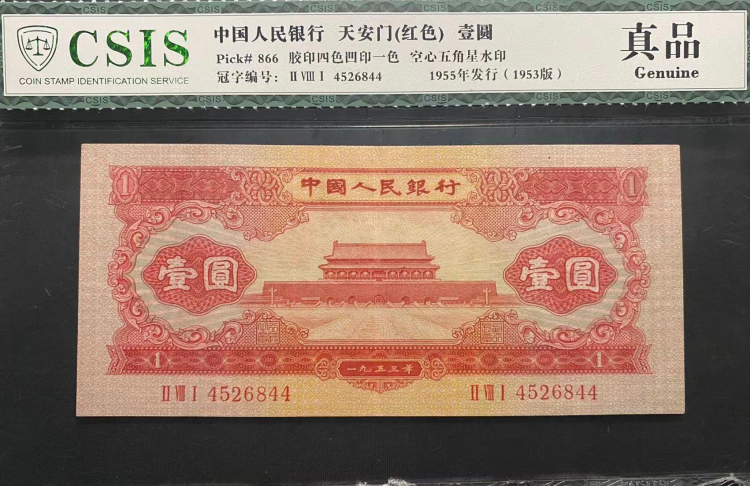 CSIS
COIN STAMP IDENTIFICATION SERVICE
中国人民银行 天安门(红色) 壹圓
Pick# 866 胶印四色凹印一色 空心五角星水印
冠字编号: II VIII I 4526844 1955年发行(1953版)
真品
Genuine
1 中國人民銀行 1
壹圓 壹圓
1 一九五三年 1
II VIII I 4526844 II VIII I 4526844